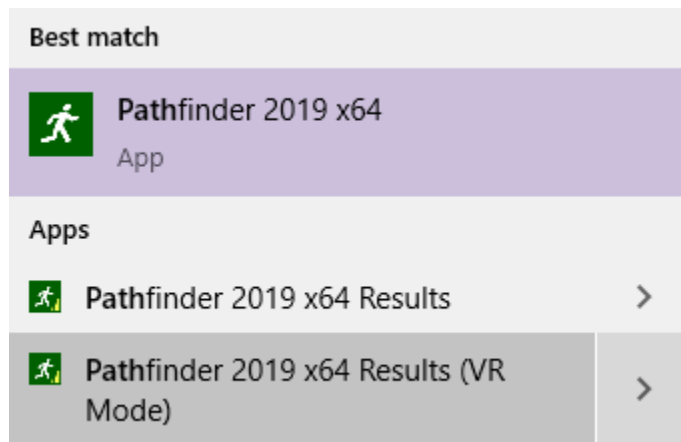 Best match
Pathfinder 2019 x64
App
Apps
Pathfinder 2019 x64 Results
Pathfinder 2019 x64 Results (VR
Mode)